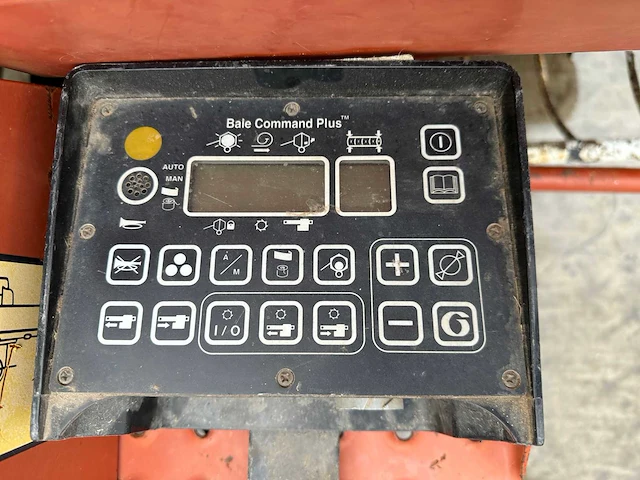 Bale Command Plus™
AUTO
MAN
A/M
I/O